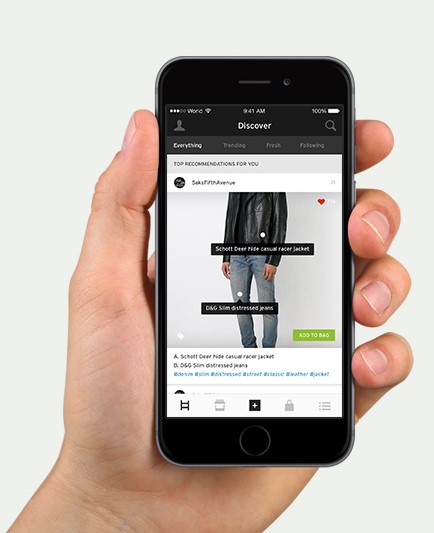 World
9:41 AM
100%
Discover
Everything
Trending
Fresh
Following
TOP RECOMMENDATIONS FOR YOU
SaksFifthAvenue
Schott Deer hide casual racer jacket
D&G Slim distressed jeans
ADD TO BAG
A. Schott Deer hide casual racer jacket
B. D&G Slim distressed jeans
#denim #slim #distressed #street #classic #leather #jacket